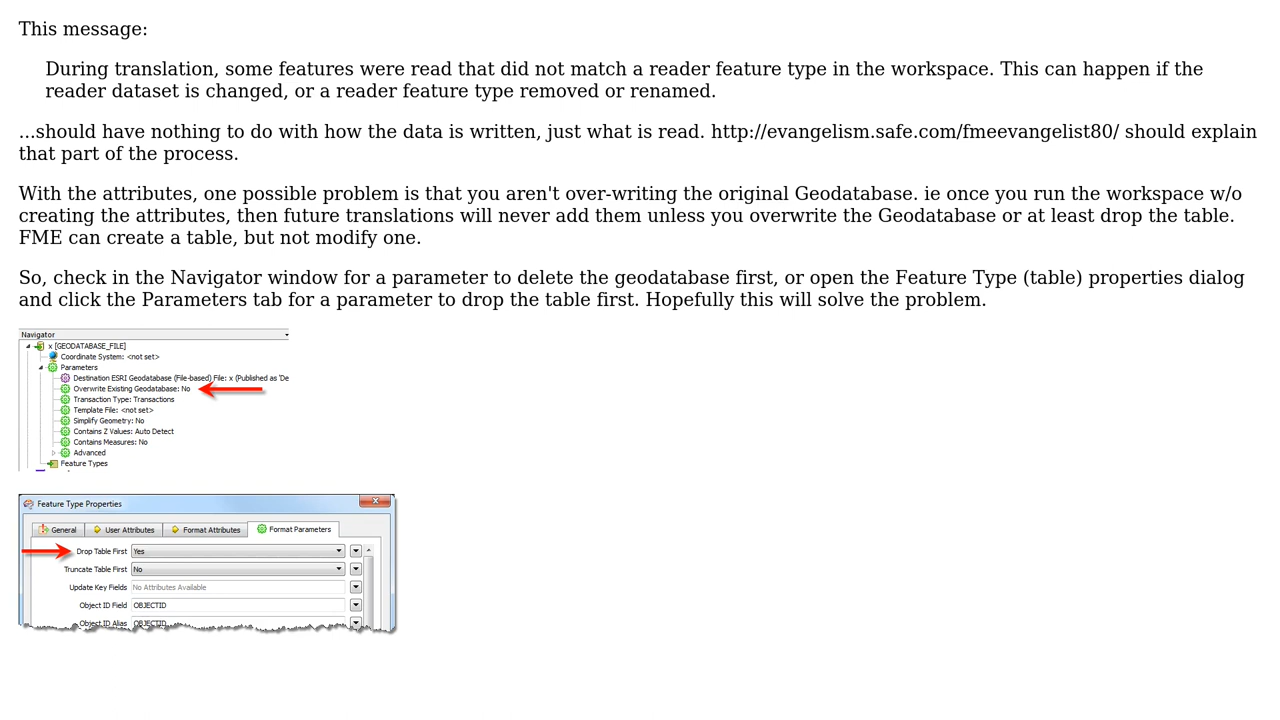 This message:
During translation, some features were read that did not match a reader feature type in the workspace. This can happen if the
reader dataset is changed, or a reader feature type removed or renamed.
...should have nothing to do with how the data is written, just what is read. http://evangelism.safe.com/fmeevangelist80/ should explain
that part of the process.
With the attributes, one possible problem is that you aren't over-writing the original Geodatabase. ie once you run the workspace w/o
creating the attributes, then future translations will never add them unless you overwrite the Geodatabase or at least drop the table.
FME can create a table, but not modify one.
So, check in the Navigator window for a parameter to delete the geodatabase first, or open the Feature Type (table) properties dialog
and click the Parameters tab for a parameter to drop the table first. Hopefully this will solve the problem.
Navigator
x [GEODATABASE_FILE]
Coordinate System: <not set>
Parameters
Destination ESRI Geodatabase (File-based) File: x (Published as 'De
Overwrite Existing Geodatabase: No
Transaction Type: Transactions
Template File: <not set>
Simplify Geometry: No
Contains Z Values: Auto Detect
Contains Measures: No
Advanced
Feature Types
Feature Type Properties
General User Attributes Format Attributes Format Parameters
Drop Table First Yes
Truncate Table First No
Update Key Fields No Attributes Available
Object ID Field OBJECTID
Object ID Alias OBJECTID